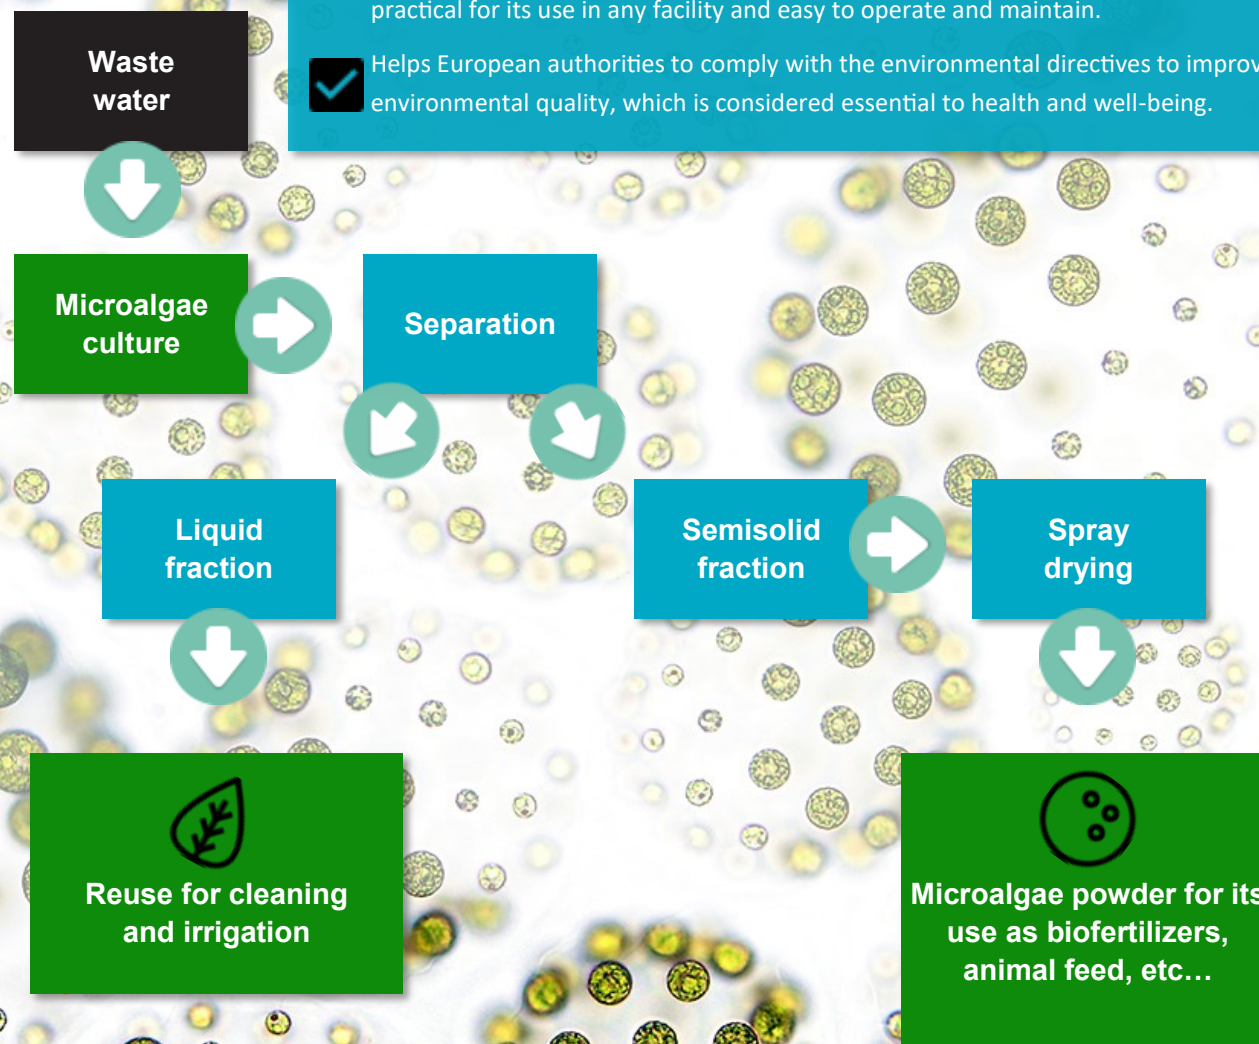 practical for its use in any facility and easy to operate and maintain.
Helps European authorities to comply with the environmental directives to improv
environmental quality, which is considered essential to health and well-being.
Waste
water
Microalgae
culture
Separation
Liquid
fraction
Semisolid
fraction
Spray
drying
Reuse for cleaning
and irrigation
Microalgae powder for its
use as biofertilizers,
animal feed, etc…